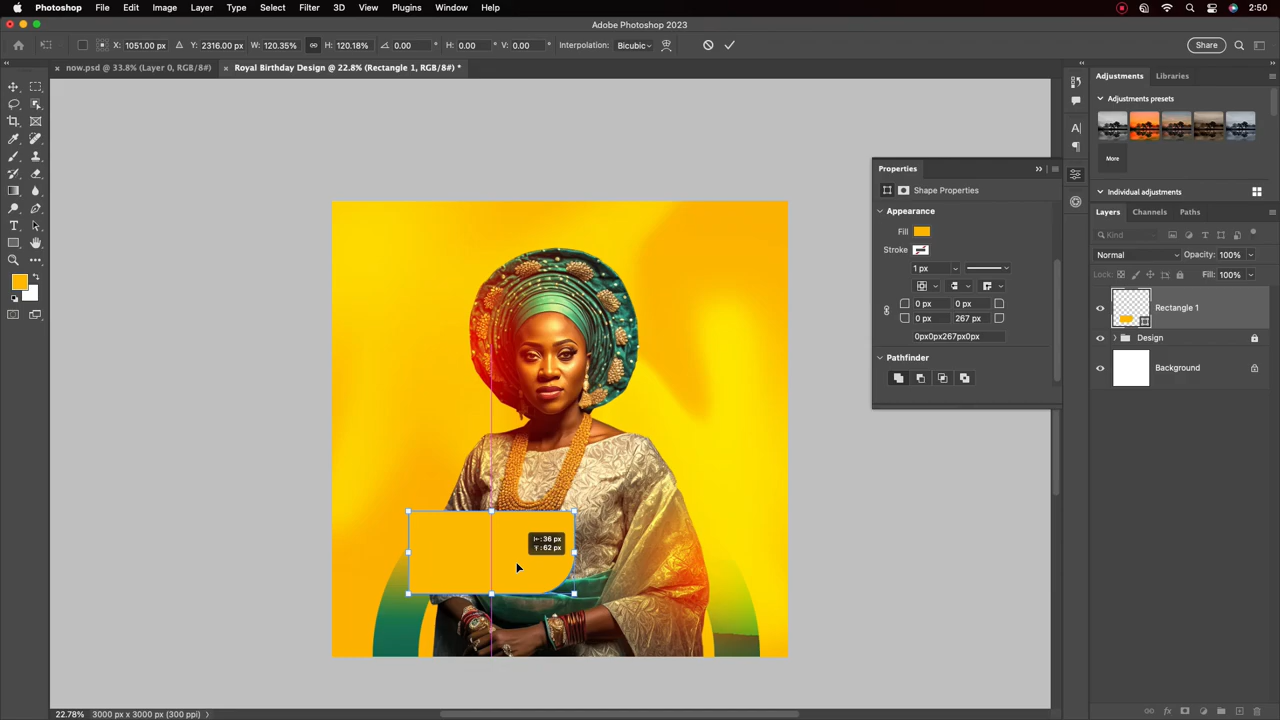 Photoshop File Edit Image Layer Type Select Filter 3D View Plugins Window Help 2:50
Adobe Photoshop 2023
X: 1051.00 px Y: 2316.00 px W: 120.35% H: 120.18% 0.00 H: 0.00 V: 0.00 Interpolation: Bicubic Share
now.psd @ 33.8% (Layer 0, RGB/8#) Royal Birthday Design @ 22.8% (Rectangle 1, RGB/8#) *
Adjustments Libraries
Adjustments presets
More
Individual adjustments
Properties
Shape Properties
Appearance
Fill
Stroke
1 px
0 px 0 px
0 px 267 px
0px0px267px0px
Pathfinder
Layers Channels Paths
Kind
Normal Opacity: 100%
Lock: Fill: 100%
Rectangle 1
Design
Background
36 px
Y: 62 px
22.78% 3000 px x 3000 px (300 ppi)